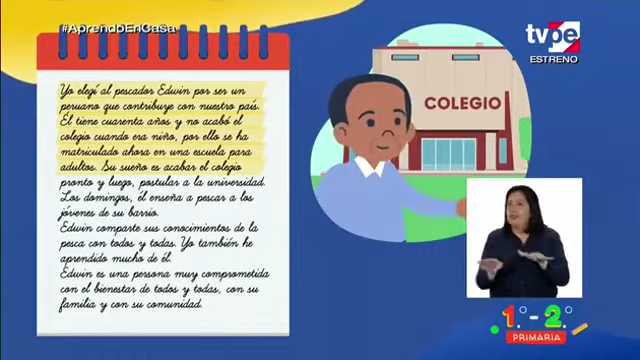 #AprendoEnCasa
tvpe
ESTRENO
Yo elegí al pescador Edwin por ser un
peruano que contribuye con nuestro país.
Él tiene cuarenta años y no acabó el
colegio cuando era niño, por ello se ha
matriculado ahora en una escuela para
adultos. Su sueño es acabar el colegio
pronto y luego, postular a la universidad.
Los domingos, él enseña a pescar a los
jóvenes de su barrio.
Edwin comparte sus conocimientos de la
pesca con todos y todas. Yo también he
aprendido mucho de él.
Edwin es una persona muy comprometida
con el bienestar de todos y todas, con su
familia y con su comunidad.
COLEGIO
1.° - 2.°
PRIMARIA